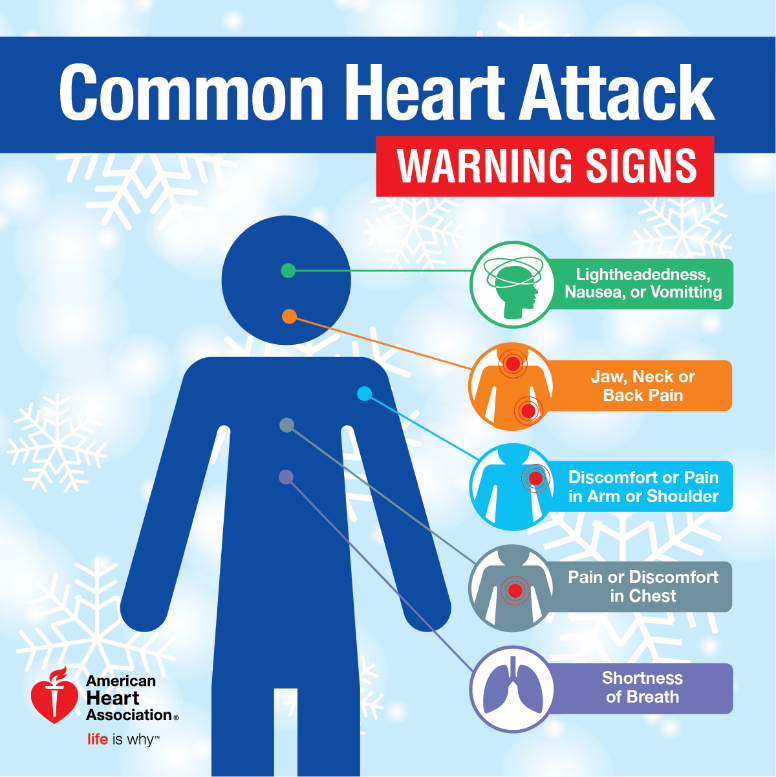 Common Heart Attack
WARNING SIGNS
Lightheadedness,
Nausea, or Vomitting
Jaw, Neck or
Back Pain
Discomfort or Pain
in Arm or Shoulder
Pain or Discomfort
in Chest
Shortness
of Breath
American
Heart
Association®
life is why™